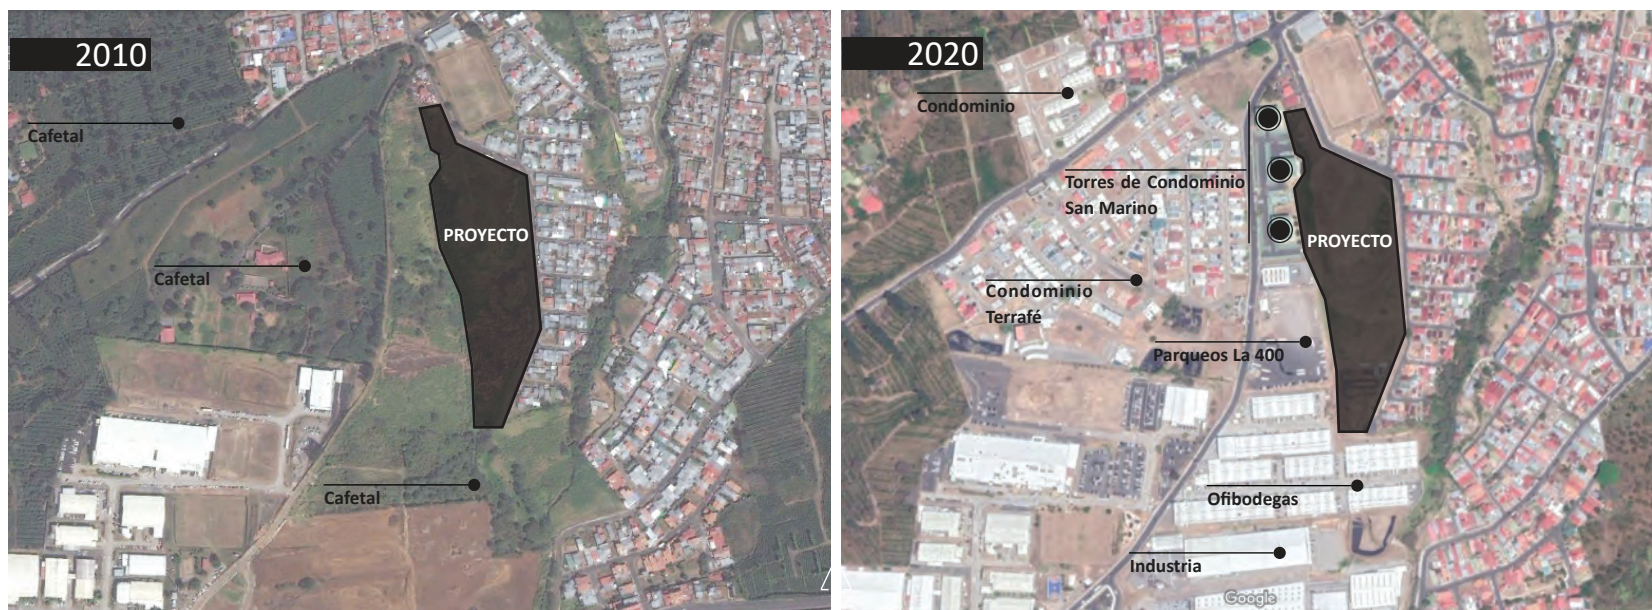 2010
Cafetal
PROYECTO
Cafetal
Cafetal
2020
Condominio
Torres de Condominio
San Marino
PROYECTO
Condominio
Terrafé
Parqueos La 400
Ofibodegas
Industria
Google